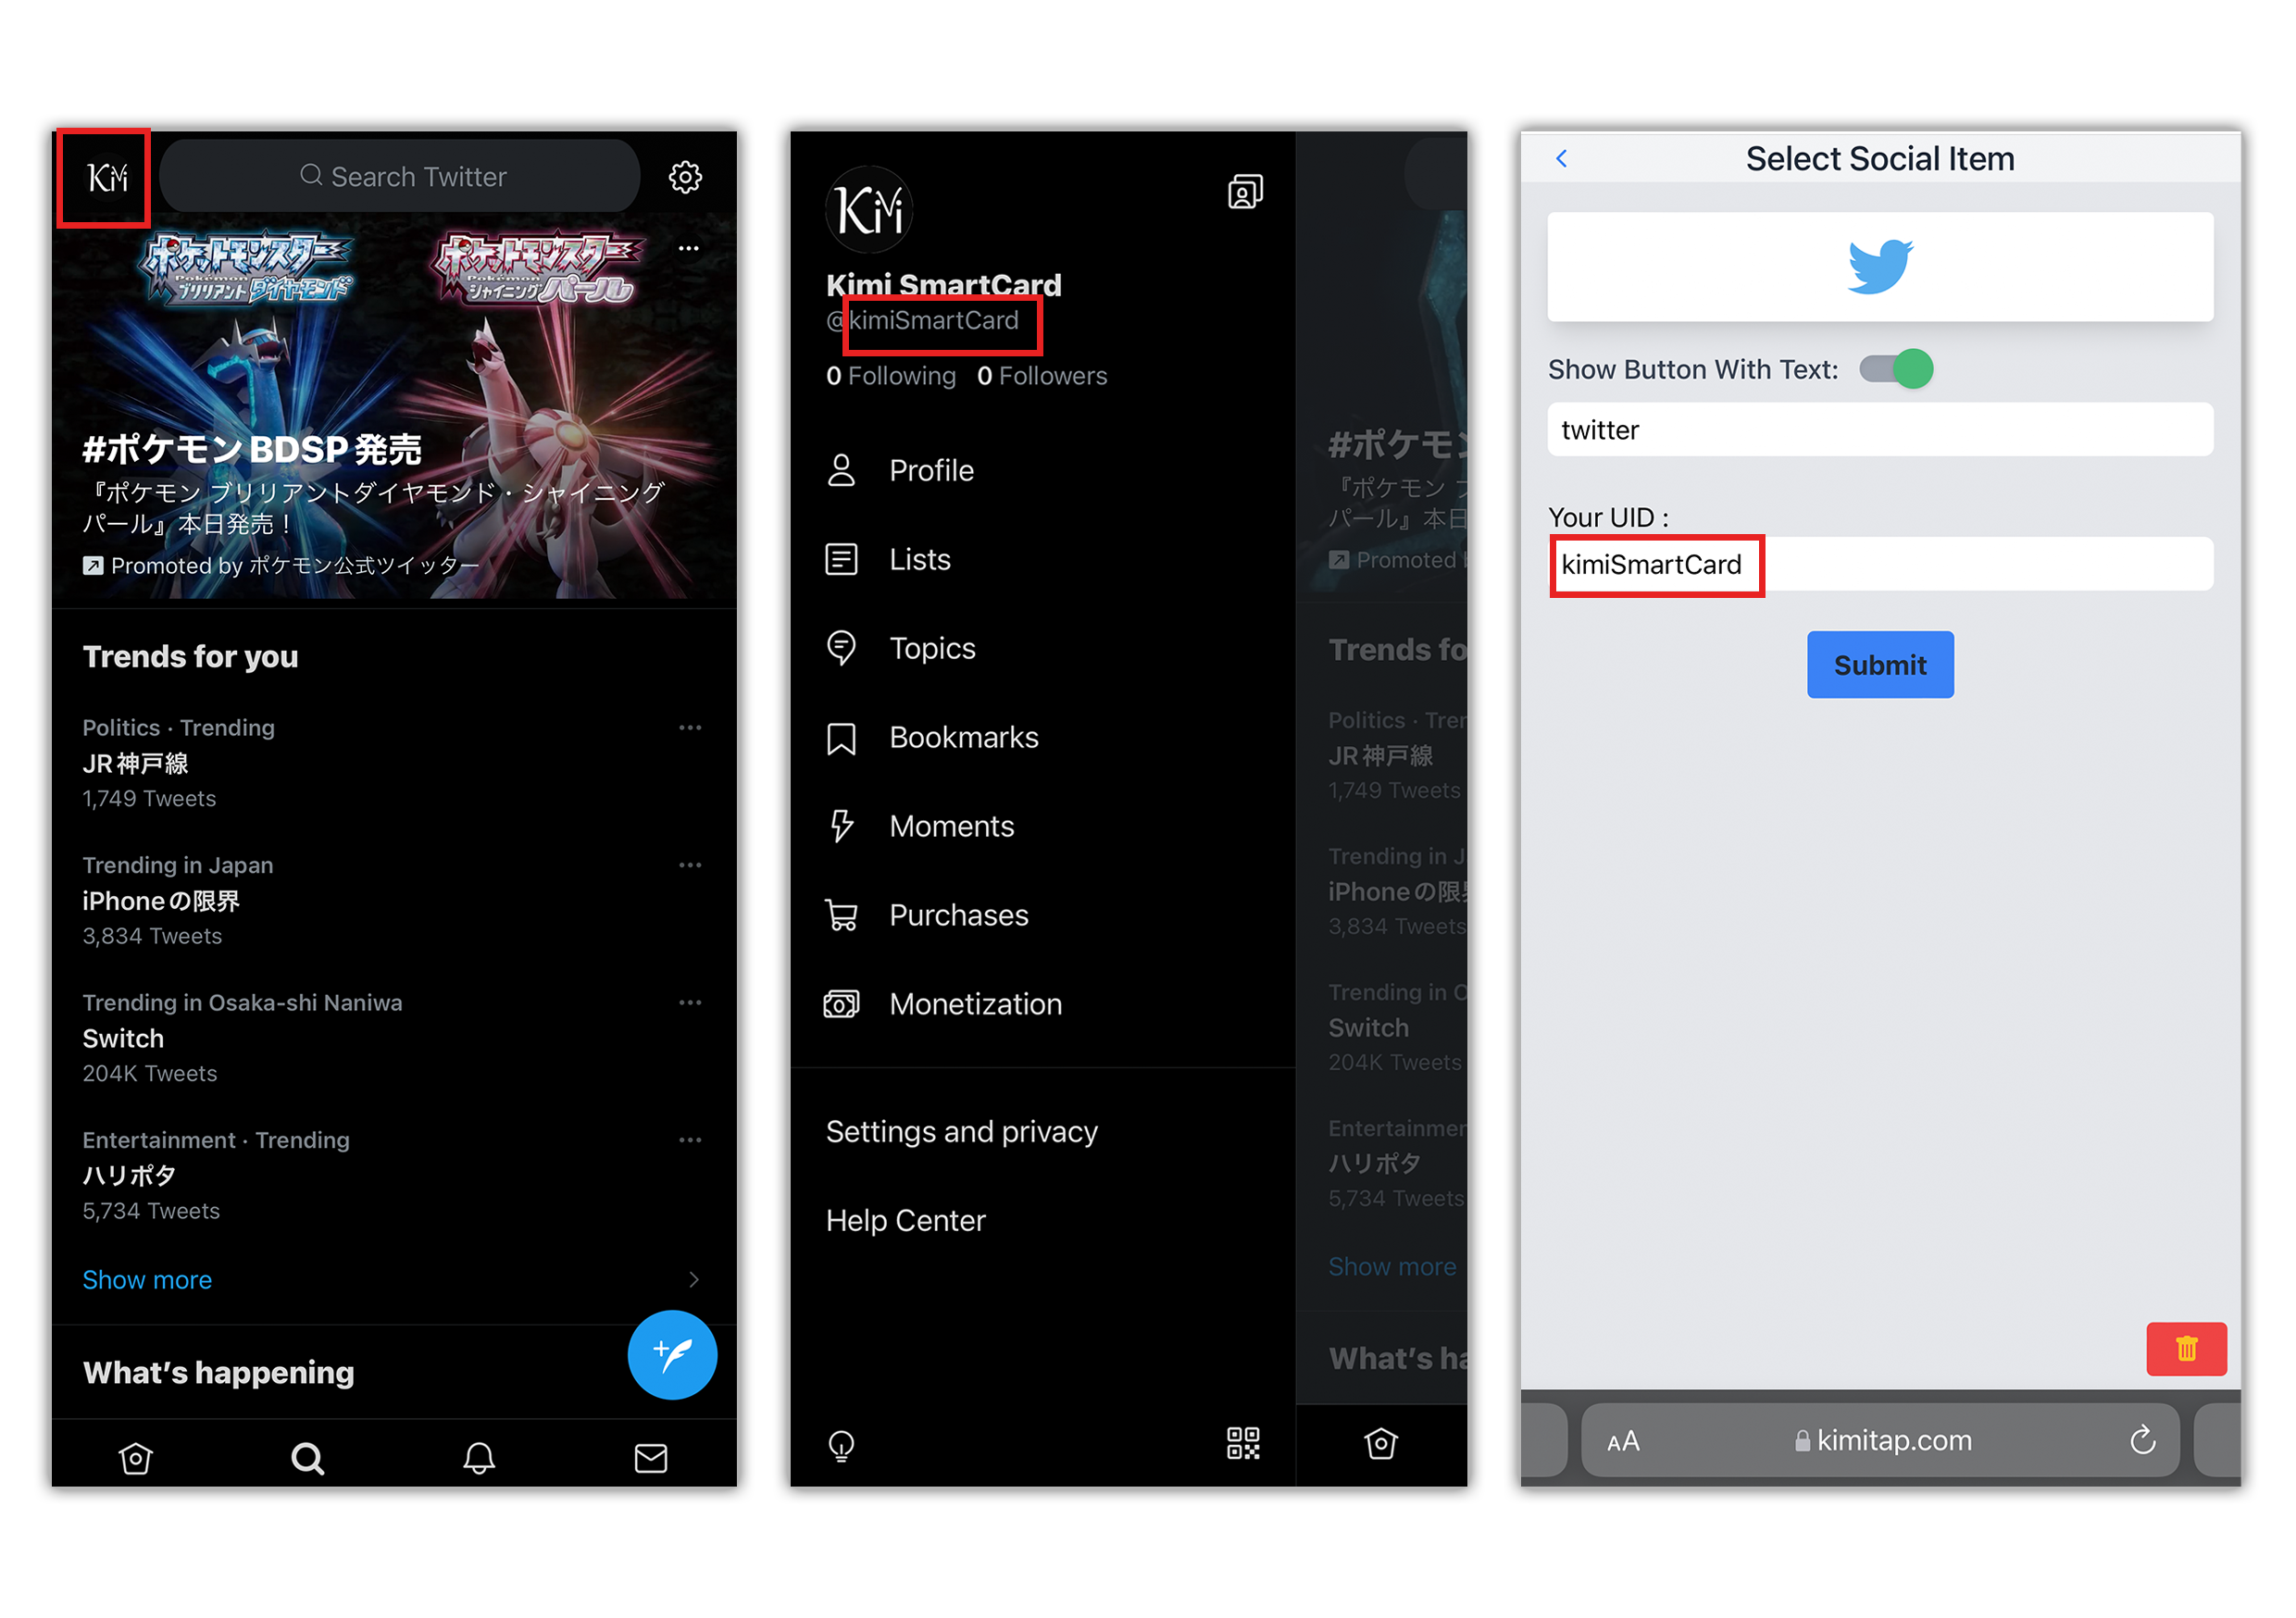 KiMi
Search Twitter
ポケットモンスター
Pokémon
ブリリアントダイヤモンド
ポケットモンスター
Pokémon
シャイニングパール
#ポケモン BDSP 発売
『ポケモン ブリリアントダイヤモンド・シャイニング
パール』本日発売！
Promoted by ポケモン公式ツイッター
Trends for you
Politics · Trending
JR神戸線
1,749 Tweets
Trending in Japan
iPhoneの限界
3,834 Tweets
Trending in Osaka-shi Naniwa
Switch
204K Tweets
Entertainment · Trending
ハリポタ
5,734 Tweets
Show more
What's happening
KiMi
Kimi SmartCard
@kimiSmartCard
0 Following 0 Followers
Profile
Lists
Topics
Bookmarks
Moments
Purchases
Monetization
Settings and privacy
Help Center
#ポケモン
『ポケモン
パール』本日
Promoted
Trends fo
Politics · Tren
JR神戸線
1,749 Tweets
Trending in J
iPhoneの限界
3,834 Tweets
Trending in O
Switch
204K Tweets
Entertainmen
ハリポタ
5,734 Tweets
Show more
What's ha
Select Social Item
Show Button With Text:
twitter
Your UID :
kimiSmartCard
Submit
AA
kimitap.com